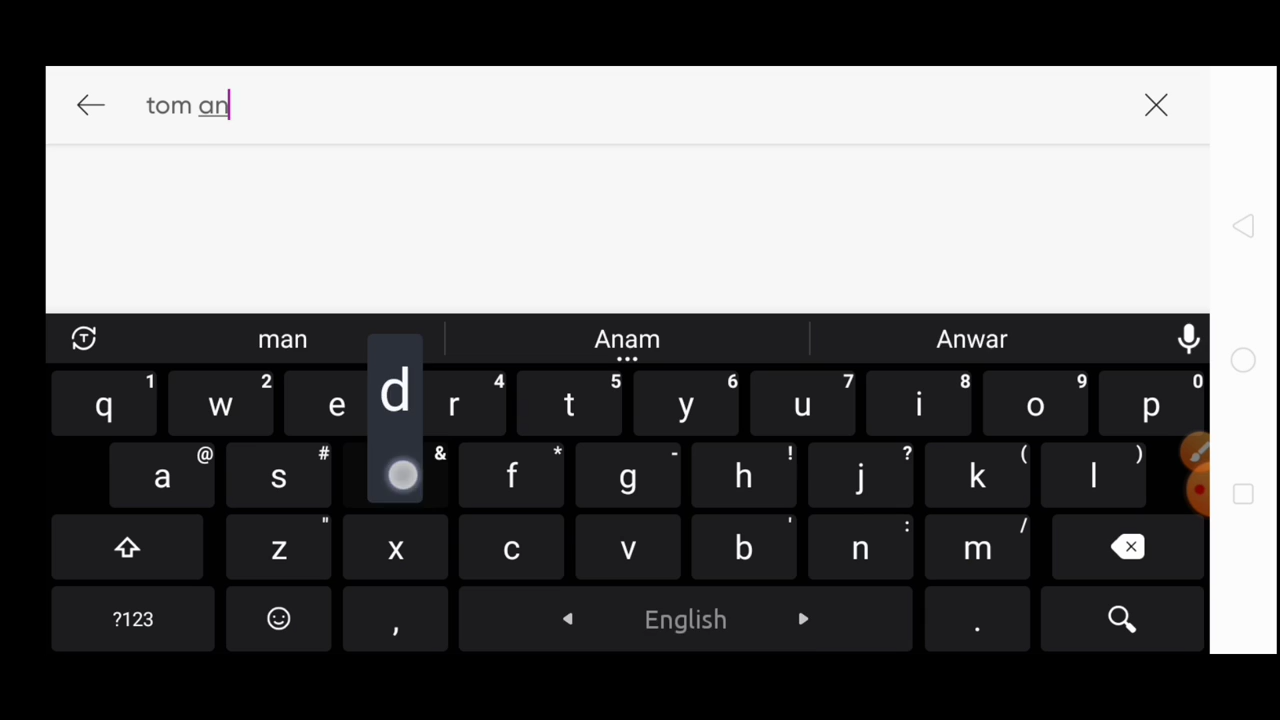 tom an
man Anam Anwar
d
1 2 4 5 6 7 8 9 0
q w e r t y u i o p
@ # & * - ! ? ( )
a s f g h j k l
" ' : /
z x c v b n m
?123 , English .